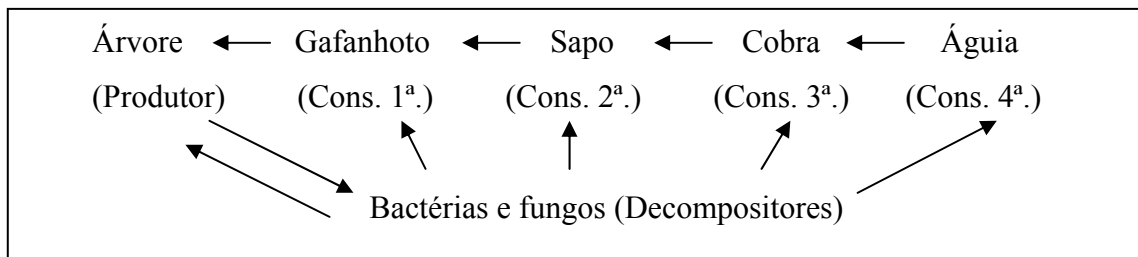 Árvore Gafanhoto Sapo Cobra Águia
(Produtor) (Cons. 1ª.) (Cons. 2ª.) (Cons. 3ª.) (Cons. 4ª.)
Bactérias e fungos (Decompositores)